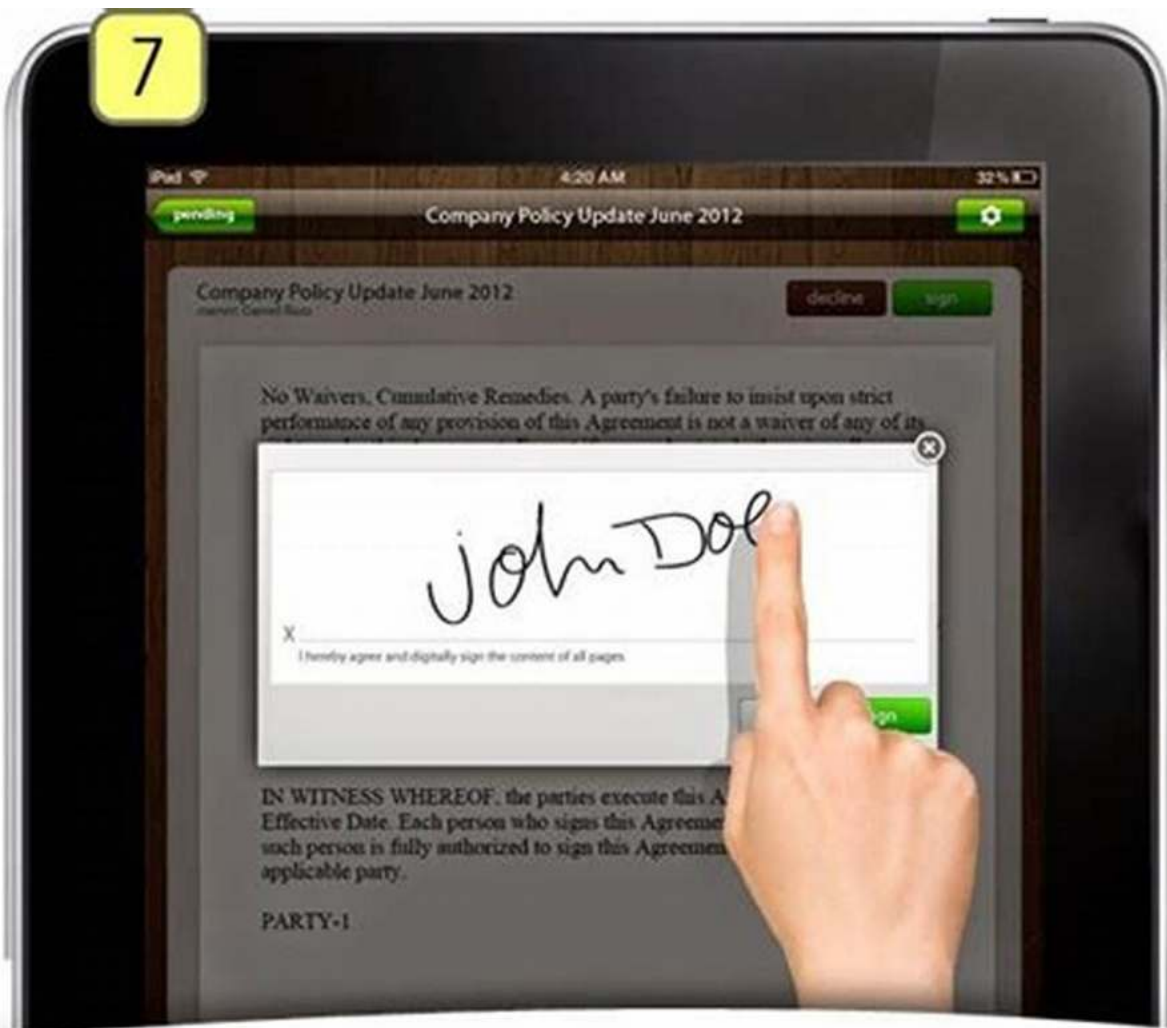 7
iPad
4:20 AM
32%
pending
Company Policy Update June 2012
Company Policy Update June 2012
decline
sign
No Waivers, Cumulative Remedies. A party's failure to insist upon strict
performance of any provision of this Agreement is not a waiver of any of its
John Doe
X
I hereby agree and digitally sign the content of all pages
IN WITNESS WHEREOF, the parties execute this A
Effective Date. Each person who signs this Agreeme
such person is fully authorized to sign this Agreemen
applicable party.
PARTY-1